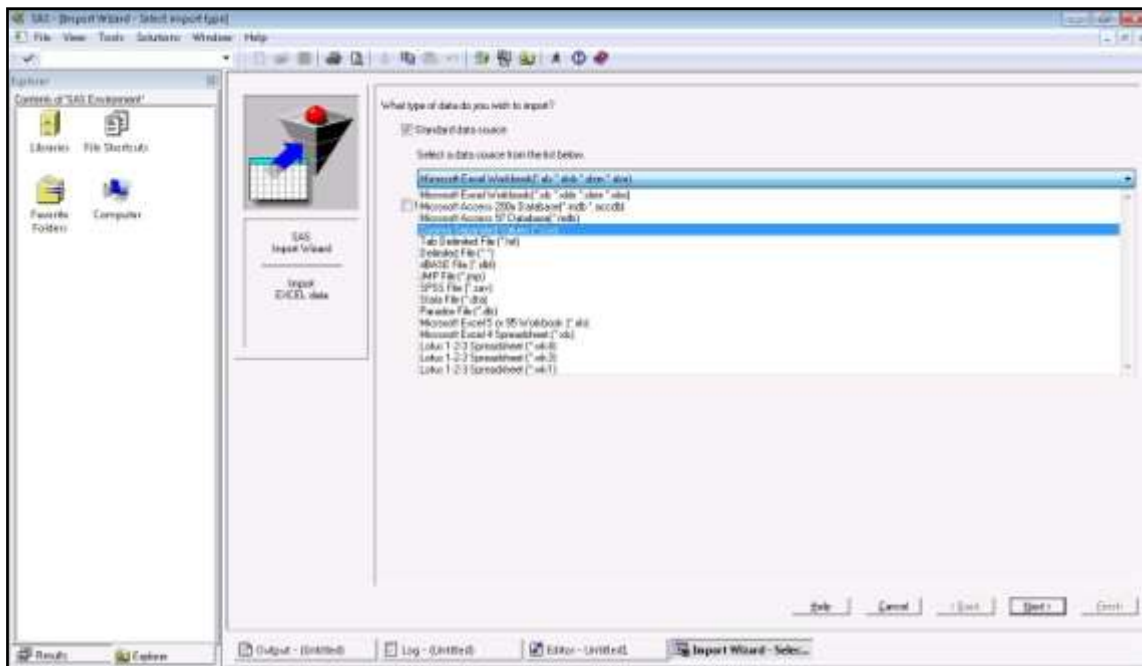 SAS - [Import Wizard - Select import type]
File View Tools Solutions Window Help
Explorer
Contents of 'SAS Environment'
Libraries File Shortcuts
Favorite Folders Computer
SAS
Import Wizard
Import
EXCEL data
What type of data do you wish to import?
Standard data source
Select a data source from the list below.
Microsoft Excel Workbook(*.xls *.xlsb *.xlsm *.xlsx)
Microsoft Excel Workbook(*.xls *.xlsb *.xlsm *.xlsx)
Microsoft Access Database(*.mdb *.accdb)
Microsoft Access 97 Database(*.mdb)
Comma Separated Values (*.csv)
Tab Delimited File (*.txt)
Delimited File (*.*)
dBASE File (*.dbf)
JMP File (*.jmp)
SPSS File (*.sav)
Stata File (*.dta)
Paradox File (*.db)
Microsoft Excel 5 or 95 Workbook (*.xls)
Microsoft Excel 4 Spreadsheet (*.xls)
Lotus 1-2-3 Spreadsheet (*.wk4)
Lotus 1-2-3 Spreadsheet (*.wk3)
Lotus 1-2-3 Spreadsheet (*.wk1)
Help Cancel < Back Next > Finish
Results Explorer
Output - (Untitled) Log - (Untitled) Editor - Untitled1 Import Wizard - Selec...